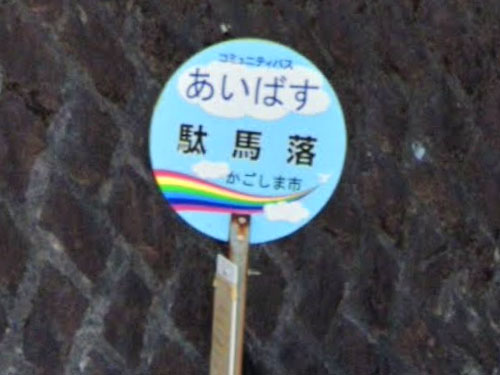 コミュニティバス
あいばす
駄馬落
かごしま市